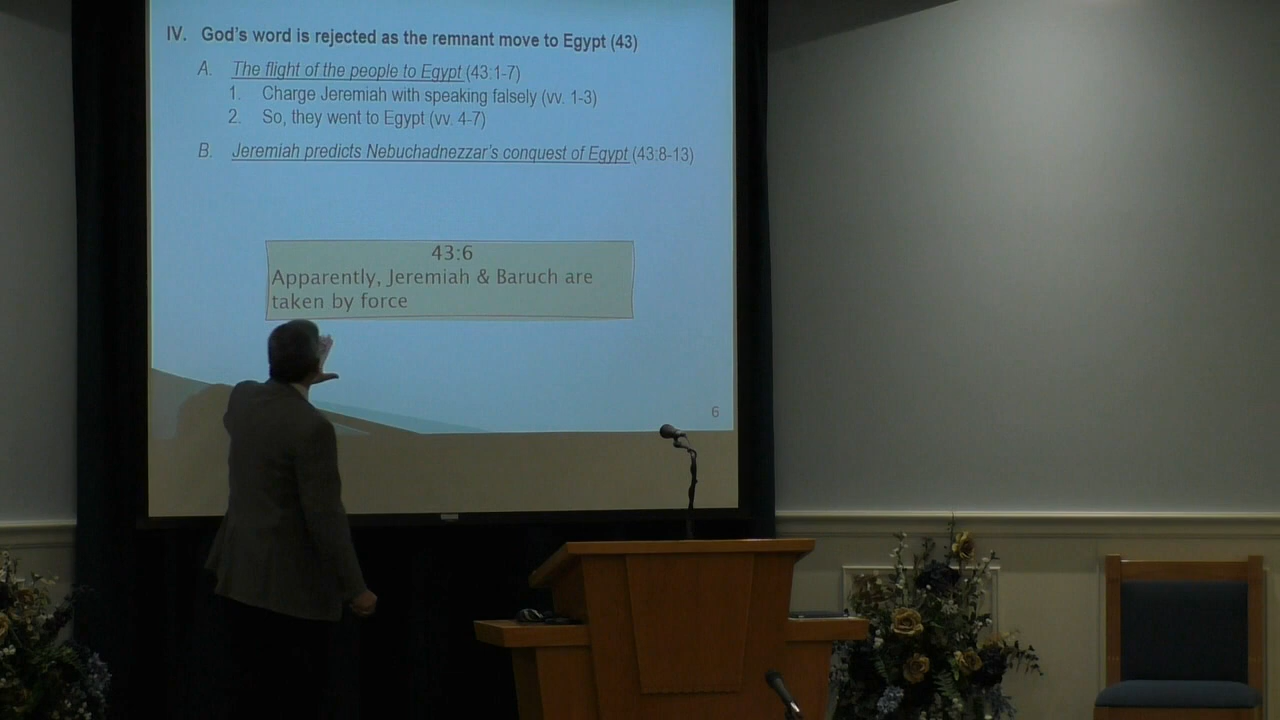 IV. God's word is rejected as the remnant move to Egypt (43)
A. The flight of the people to Egypt (43:1-7)
1. Charge Jeremiah with speaking falsely (vv. 1-3)
2. So, they went to Egypt (vv. 4-7)
B. Jeremiah predicts Nebuchadnezzar's conquest of Egypt (43:8-13)
43:6
Apparently, Jeremiah & Baruch are
taken by force
6